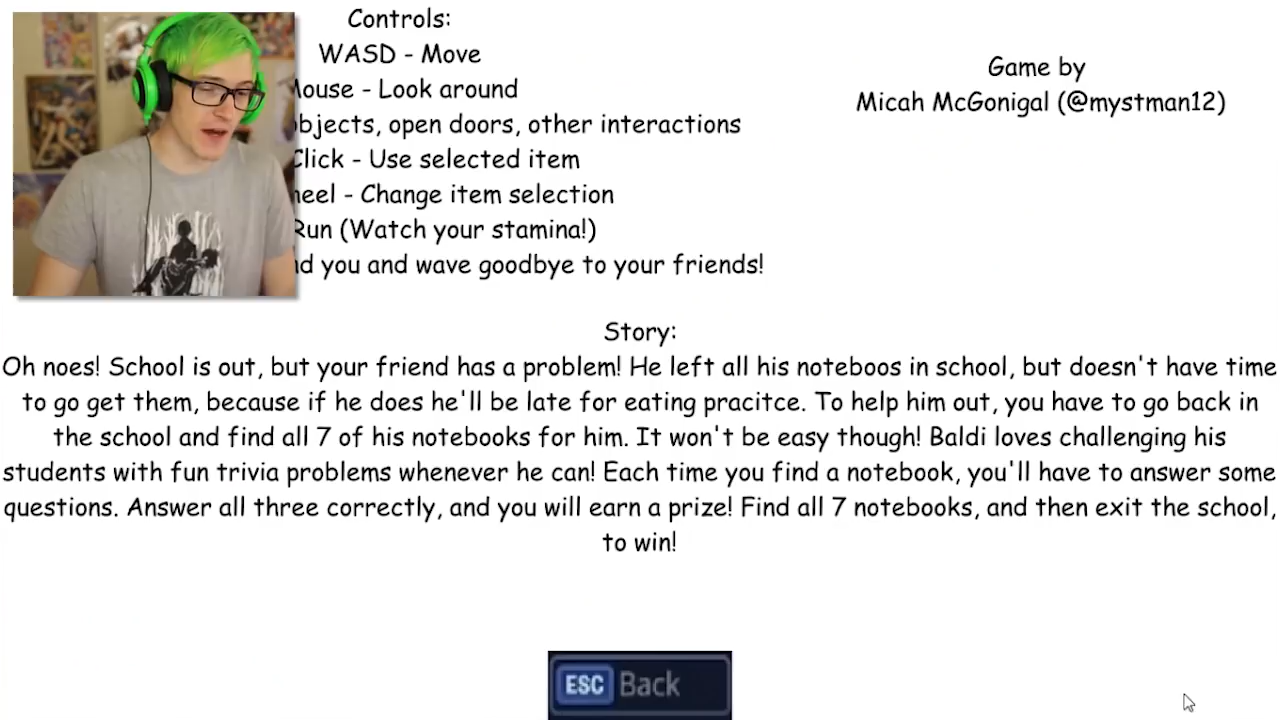 Controls:
WASD - Move
Mouse - Look around
objects, open doors, other interactions
Click - Use selected item
Change item selection
Run (Watch your stamina!)
you and wave goodbye to your friends!
Game by
Micah McGonigal (@mystman12)
Story:
Oh noes! School is out, but your friend has a problem! He left all his noteboos in school, but doesn't have time
to go get them, because if he does he'll be late for eating pracitce. To help him out, you have to go back in
the school and find all 7 of his notebooks for him. It won't be easy though! Baldi loves challenging his
students with fun trivia problems whenever he can! Each time you find a notebook, you'll have to answer some
questions. Answer all three correctly, and you will earn a prize! Find all 7 notebooks, and then exit the school,
to win!
ESC Back